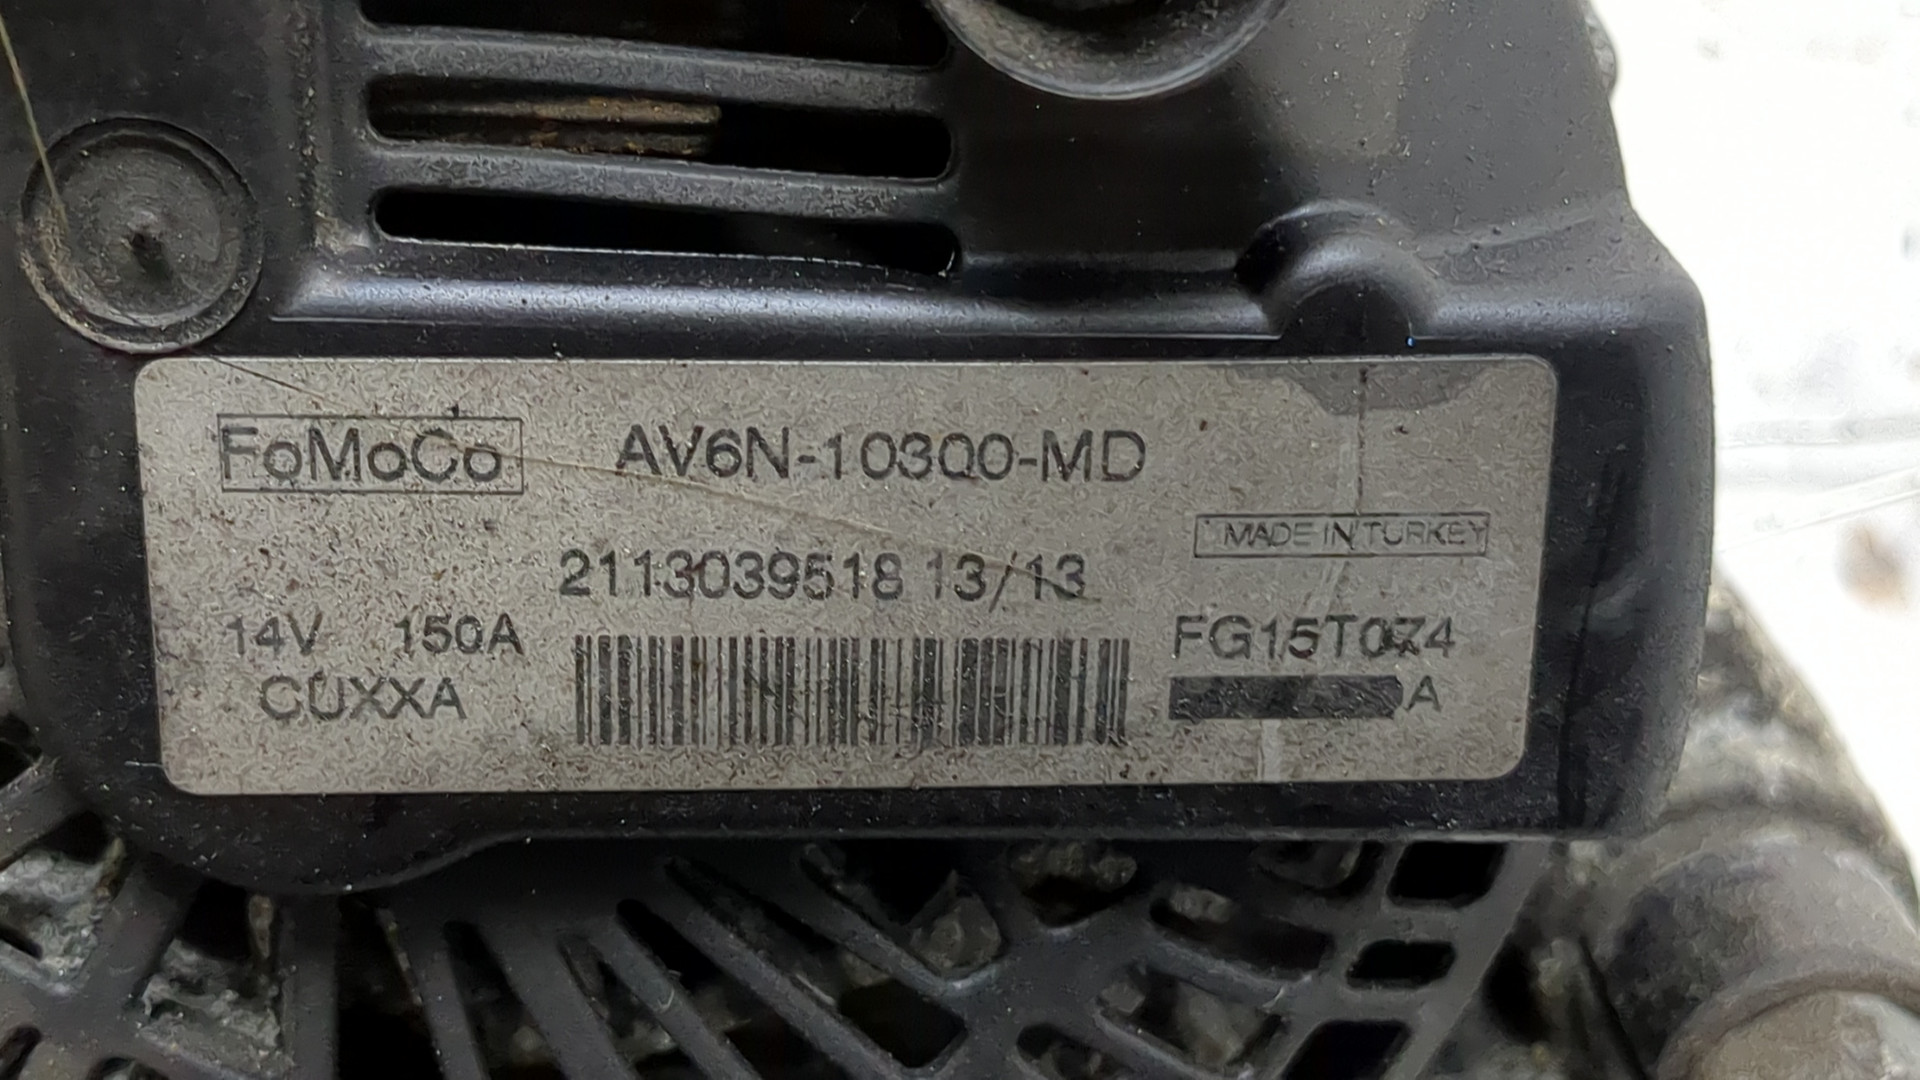 FoMoCo AV6N-10300-MD
MADE IN TURKEY
2113039518 13/13
14V 150A FG15T074
CUXXA A